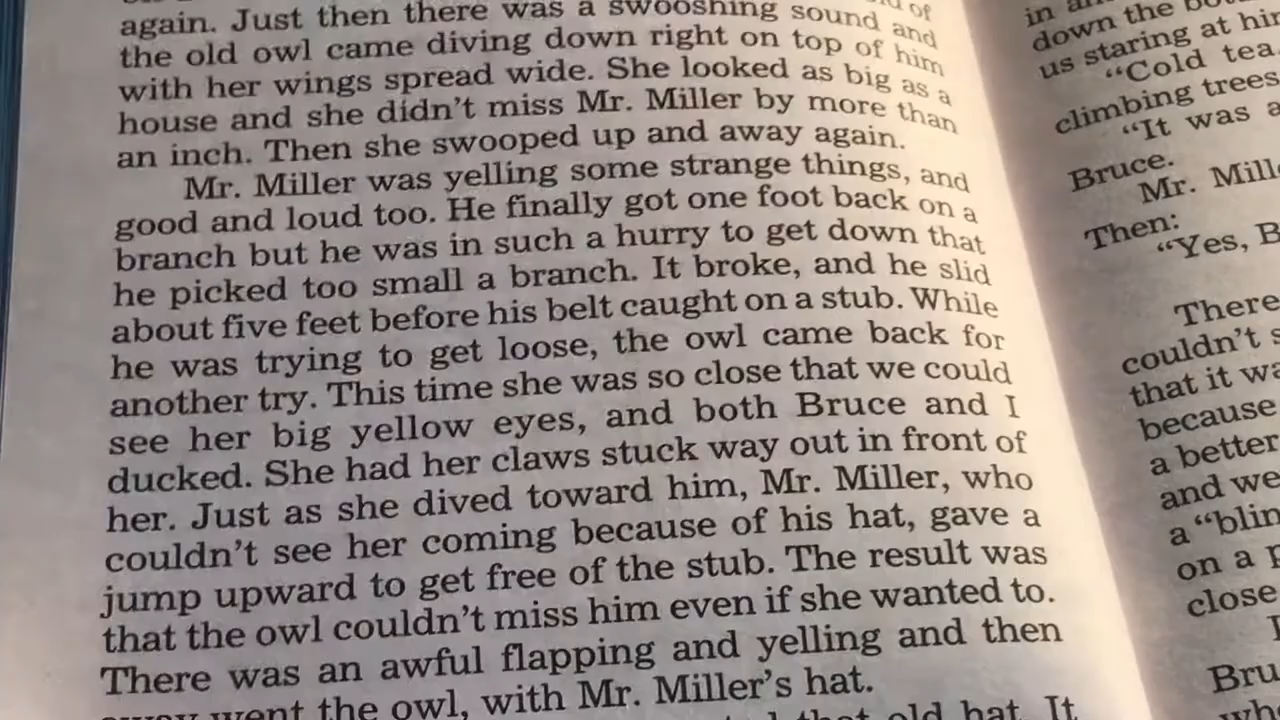 again. Just then there was a swooshing sound and
the old owl came diving down right on top of him
with her wings spread wide. She looked as big as a
house and she didn't miss Mr. Miller by more than
an inch. Then she swooped up and away again.
Mr. Miller was yelling some strange things, and
good and loud too. He finally got one foot back on a
branch but he was in such a hurry to get down that
he picked too small a branch. It broke, and he slid
about five feet before his belt caught on a stub. While
he was trying to get loose, the owl came back for
another try. This time she was so close that we could
see her big yellow eyes, and both Bruce and I
ducked. She had her claws stuck way out in front of
her. Just as she dived toward him, Mr. Miller, who
couldn't see her coming because of his hat, gave a
jump upward to get free of the stub. The result was
that the owl couldn't miss him even if she wanted to.
There was an awful flapping and yelling and then
away went the owl, with Mr. Miller's hat.
that old hat. It
in
down the
us staring at
"Cold tea
climbing trees
"It was
Bruce.
Mr.
Then:
"Yes,
There
couldn't
that it
because
a better
and we
a
on a
close